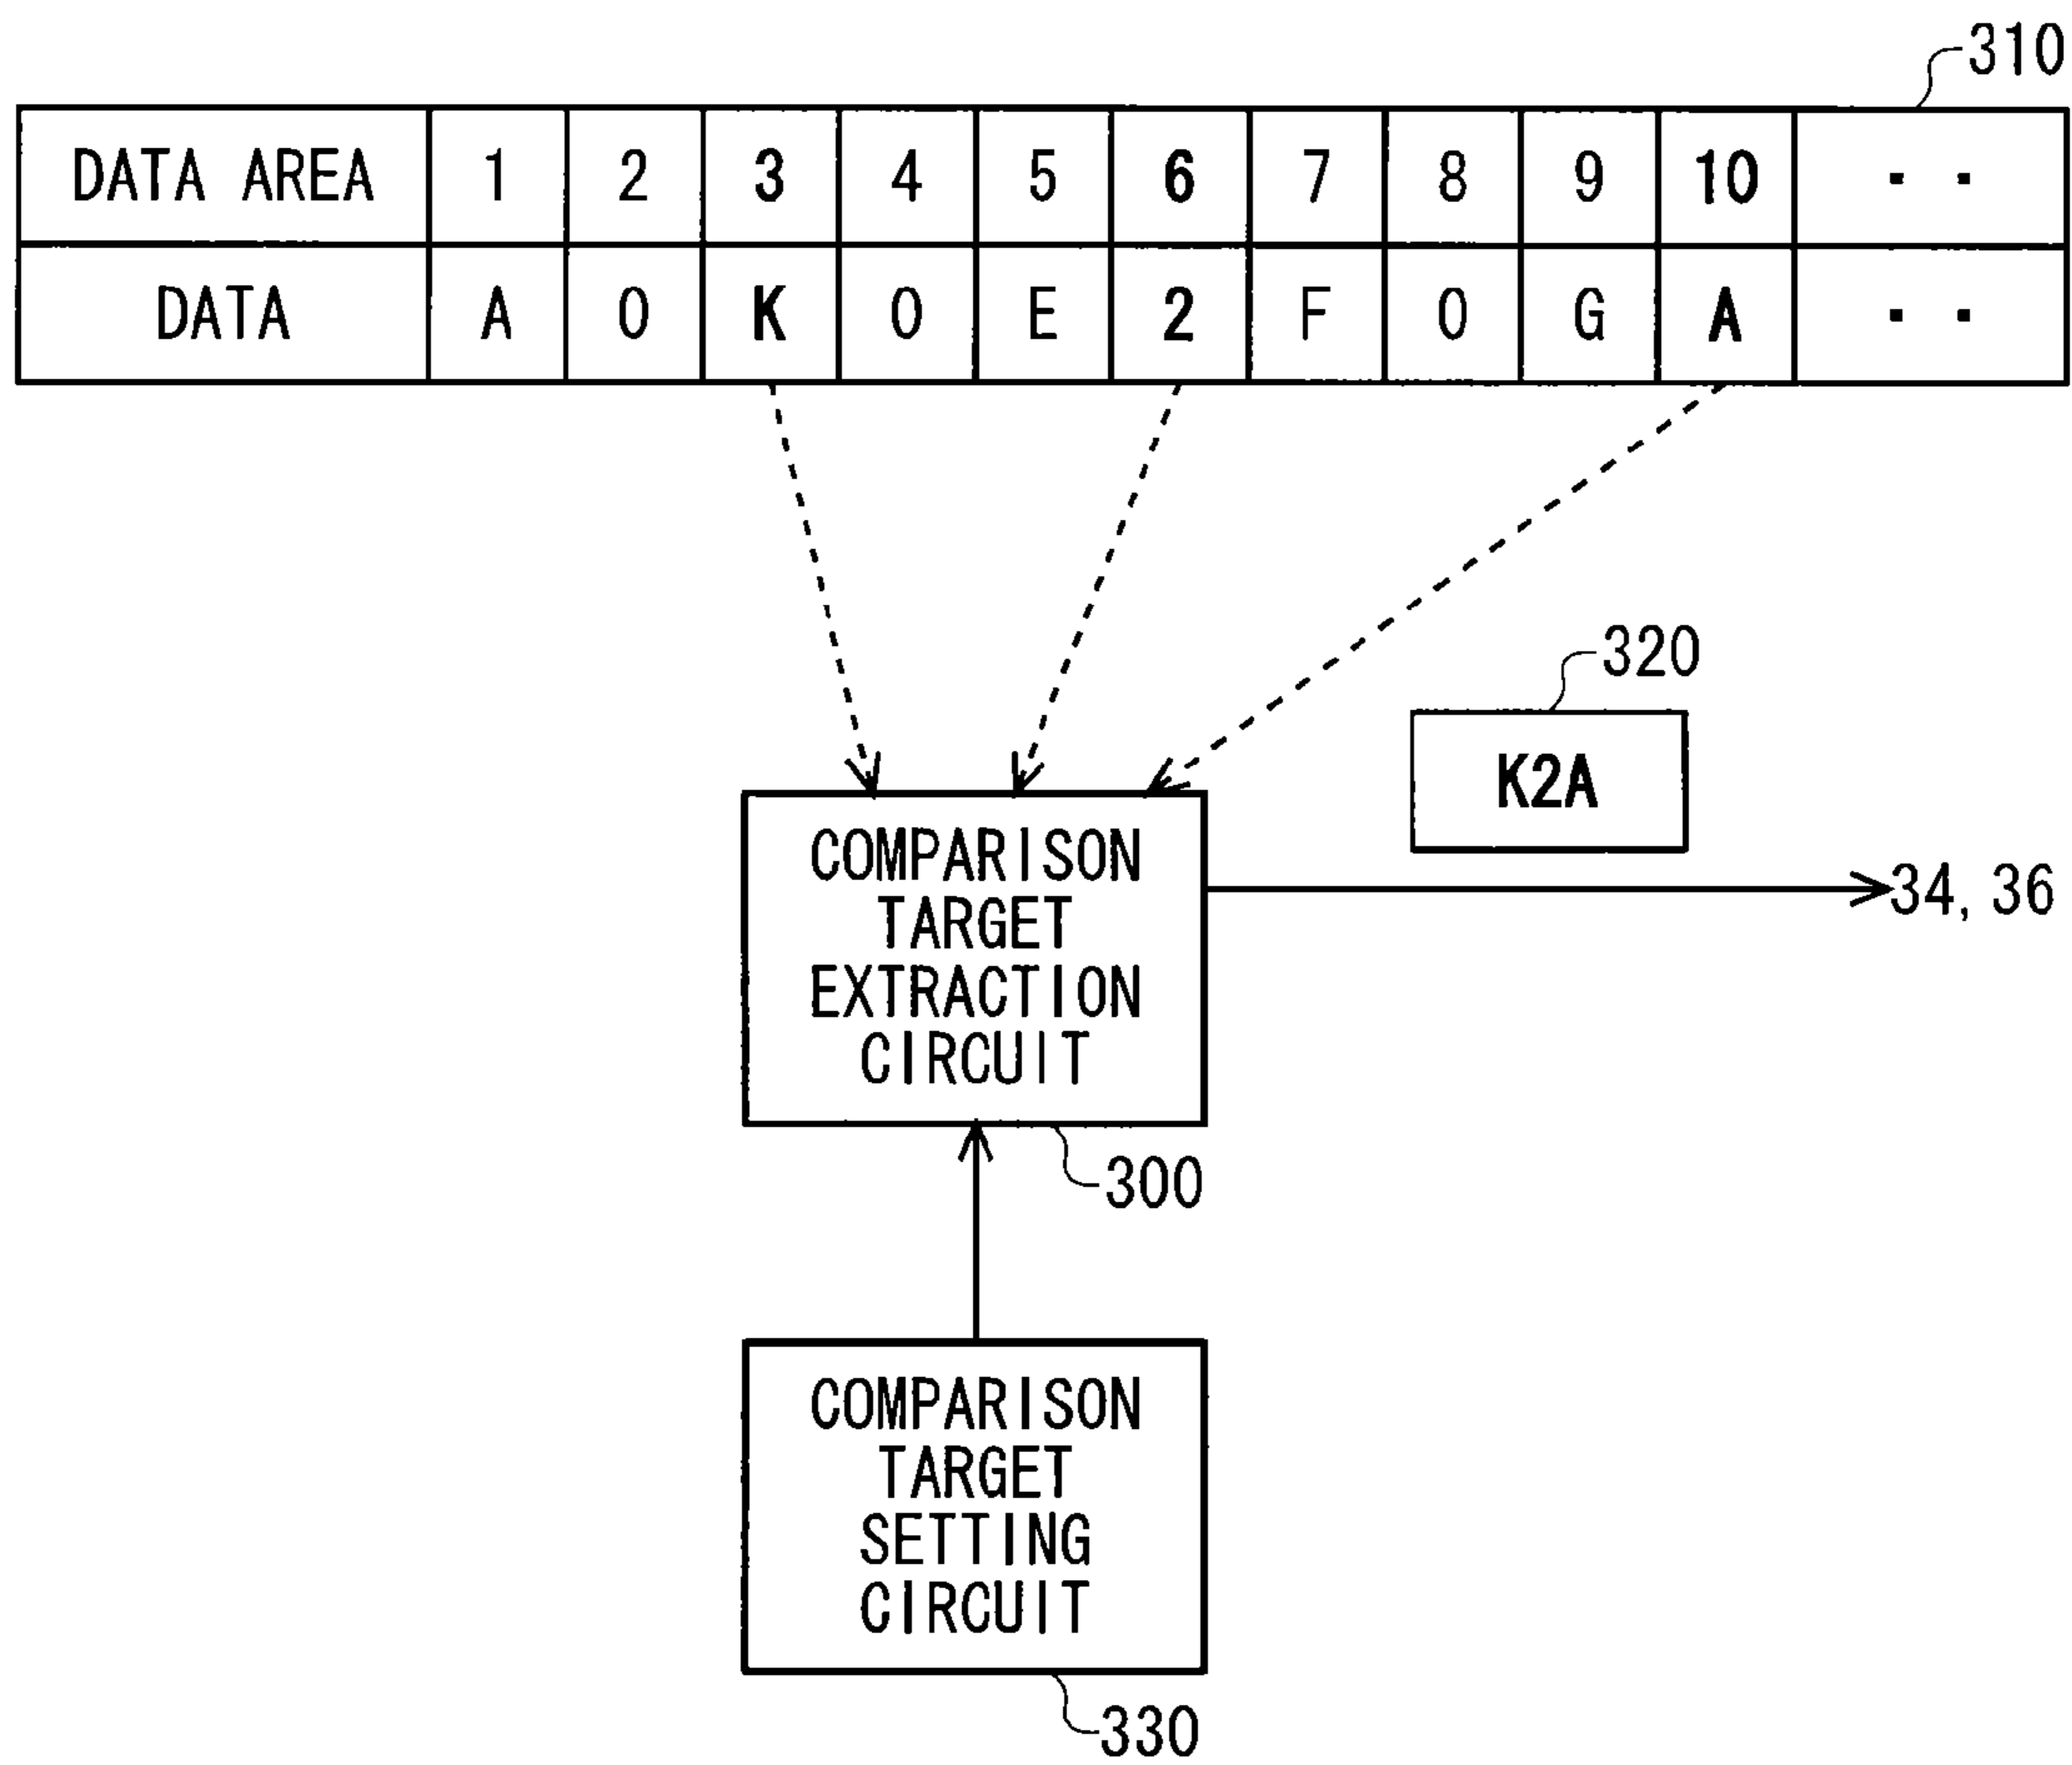 310
DATA AREA 1 2 3 4 5 6 7 8 9 10 ・・
DATA A 0 K 0 E 2 F 0 G A ・・
320
K2A
COMPARISON
TARGET
EXTRACTION
CIRCUIT
34, 36
300
COMPARISON
TARGET
SETTING
CIRCUIT
330